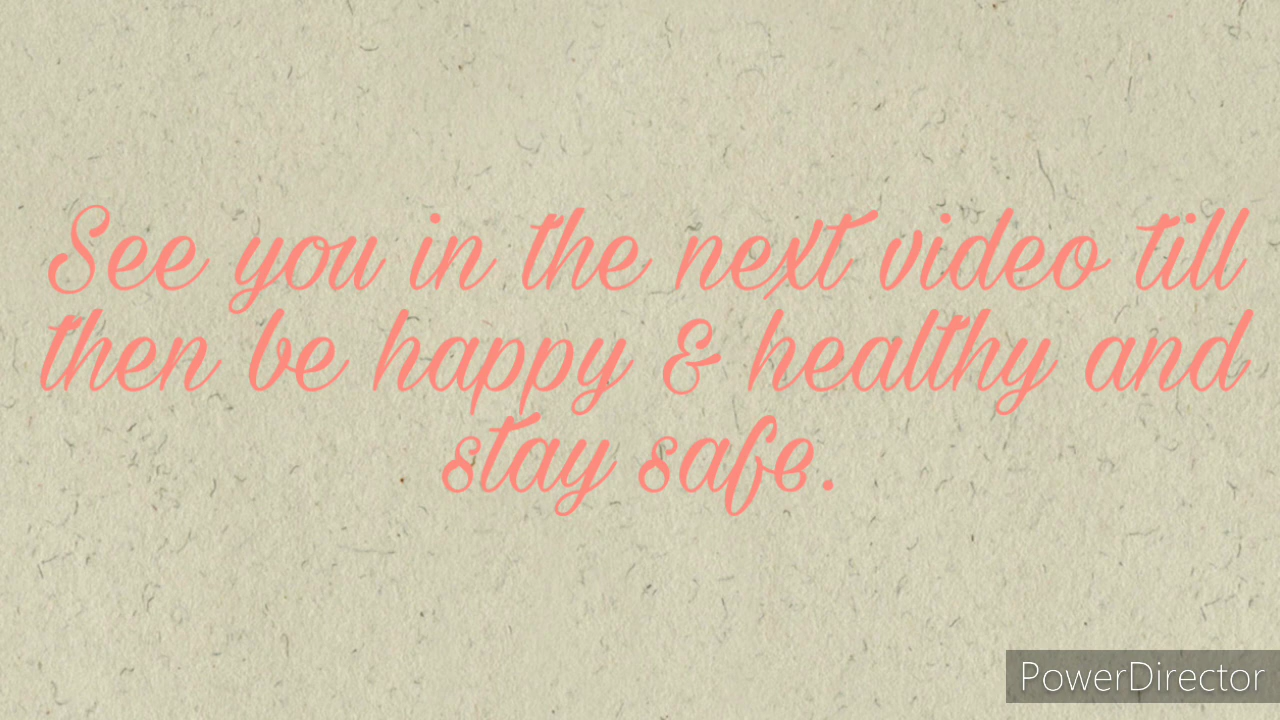 See you in the next video till
then be happy & healthy and
stay safe.
PowerDirector